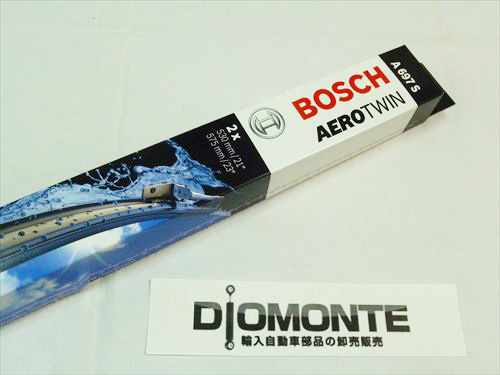 A 697 S
BOSCH
AEROTWIN
2 x
530 mm/21"
575 mm/23"
DIOMONTE
輸入自動車部品の卸売販売